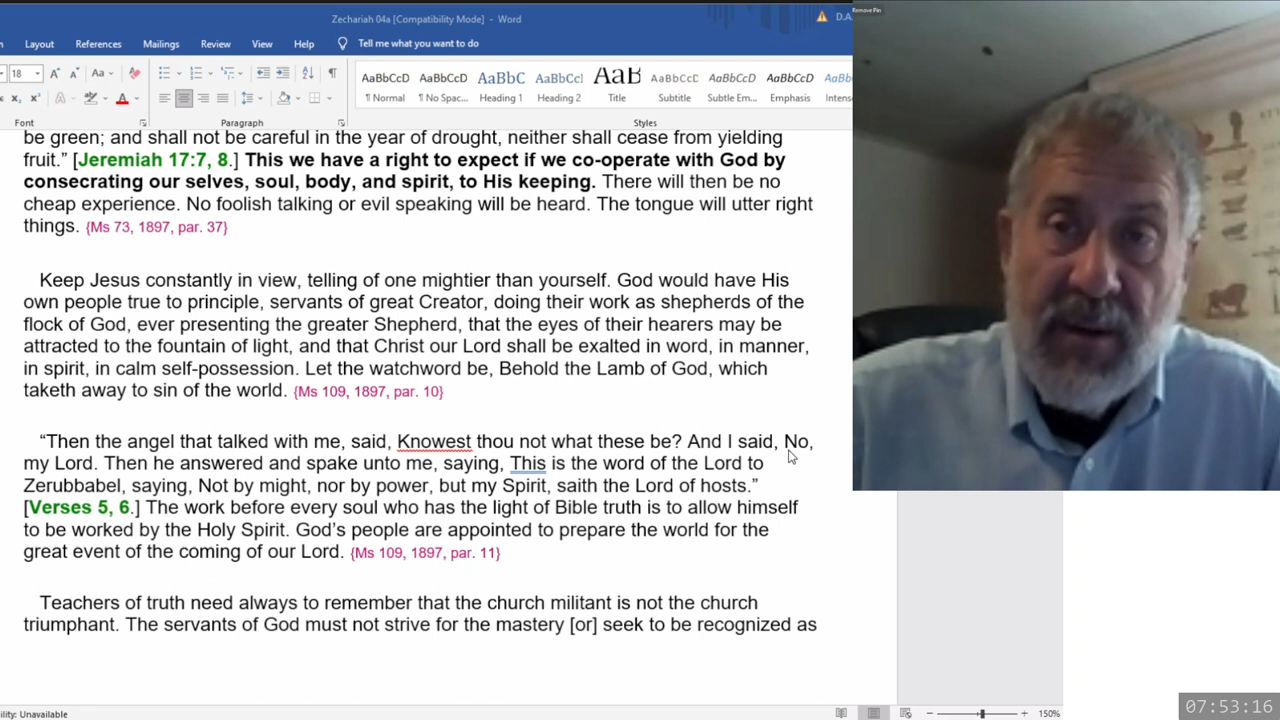 Remove Pin
Zechariah 04a [Compatibility Mode] - Word
D.A.
Layout References Mailings Review View Help Tell me what you want to do
18 A A Aa
x₂ x² A A
AaBbCcD AaBbCcD AaBbC AaBbCcI AaB AaBbCcD AaBbCcD AaBbCcD AaBb
¶ Normal ¶ No Spac... Heading 1 Heading 2 Title Subtitle Subtle Em... Emphasis Intens
Font Paragraph Styles
be green; and shall not be careful in the year of drought, neither shall cease from yielding
fruit.” [Jeremiah 17:7, 8.] This we have a right to expect if we co-operate with God by
consecrating our selves, soul, body, and spirit, to His keeping. There will then be no
cheap experience. No foolish talking or evil speaking will be heard. The tongue will utter right
things. {Ms 73, 1897, par. 37}
Keep Jesus constantly in view, telling of one mightier than yourself. God would have His
own people true to principle, servants of great Creator, doing their work as shepherds of the
flock of God, ever presenting the greater Shepherd, that the eyes of their hearers may be
attracted to the fountain of light, and that Christ our Lord shall be exalted in word, in manner,
in spirit, in calm self-possession. Let the watchword be, Behold the Lamb of God, which
taketh away to sin of the world. {Ms 109, 1897, par. 10}
“Then the angel that talked with me, said, Knowest thou not what these be? And I said, No,
my Lord. Then he answered and spake unto me, saying, This is the word of the Lord to
Zerubbabel, saying, Not by might, nor by power, but my Spirit, saith the Lord of hosts.”
[Verses 5, 6.] The work before every soul who has the light of Bible truth is to allow himself
to be worked by the Holy Spirit. God’s people are appointed to prepare the world for the
great event of the coming of our Lord. {Ms 109, 1897, par. 11}
Teachers of truth need always to remember that the church militant is not the church
triumphant. The servants of God must not strive for the mastery [or] seek to be recognized as
ility: Unavailable
150%
07:53:16